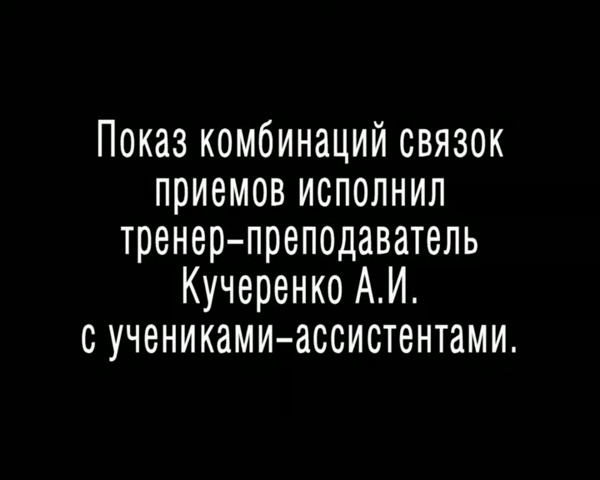 Показ комбинаций связок
приемов исполнил
тренер-преподаватель
Кучеренко А.И.
с учениками-ассистентами.